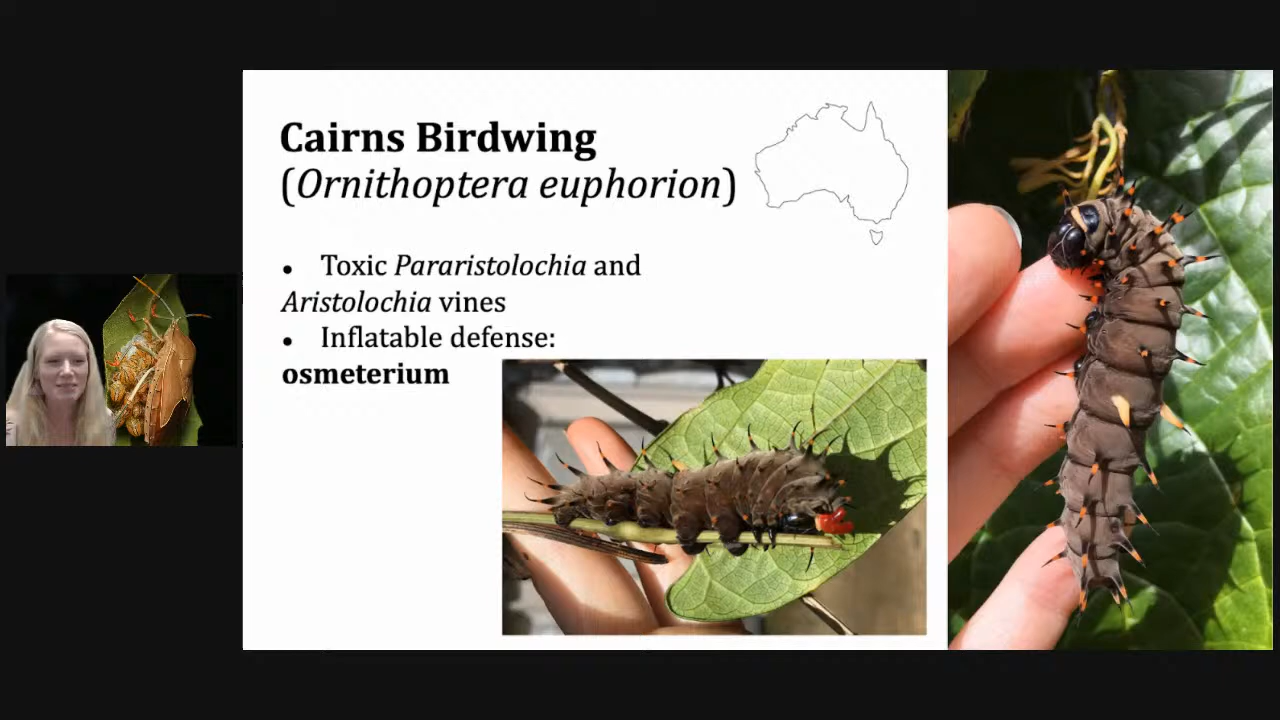 Cairns Birdwing
(Ornithoptera euphorion)
• Toxic Pararistolochia and
Aristolochia vines
• Inflatable defense:
osmeterium